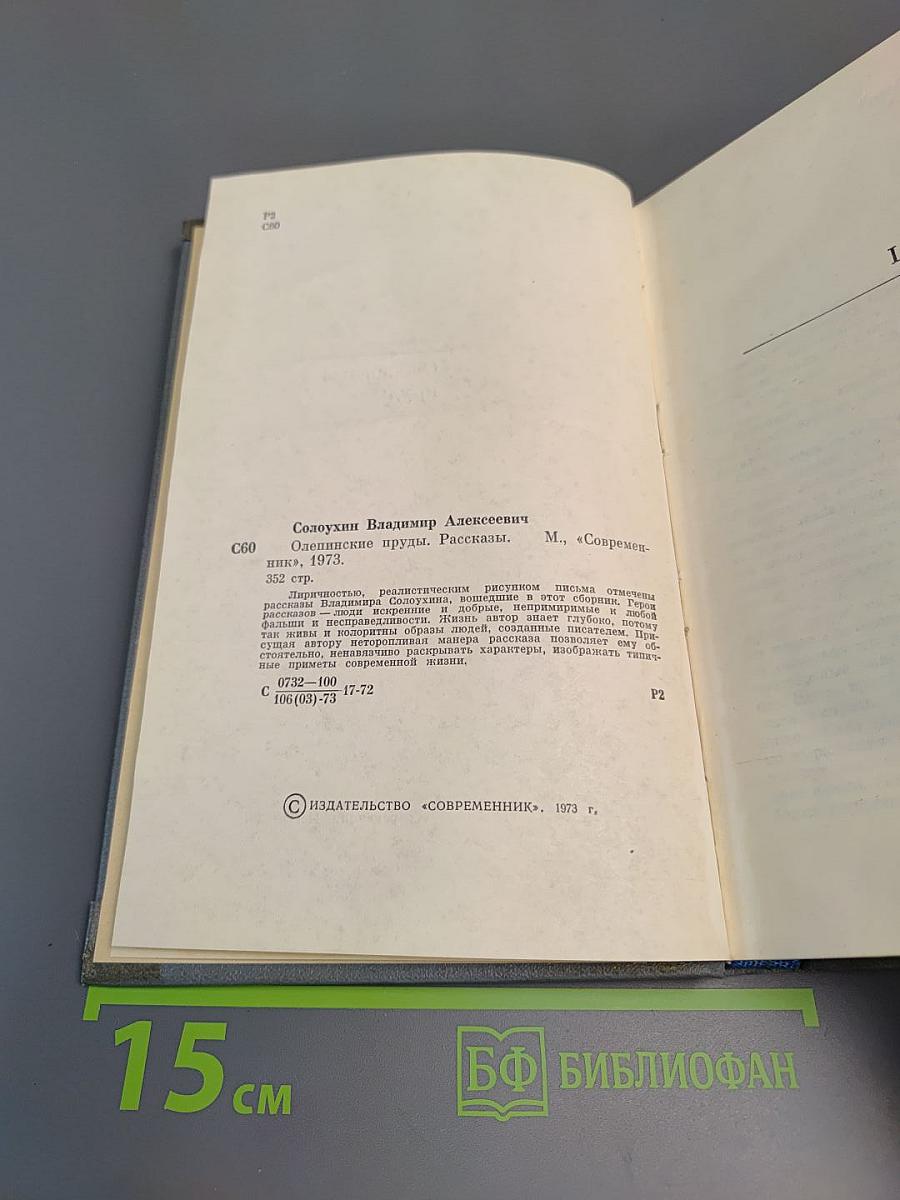 Р2
С60
Солоухин Владимир Алексеевич
С60 Олепинские пруды. Рассказы. М., «Современ-
ник», 1973.
352 стр.
Лиричностью, реалистическим рисунком письма отмечены
рассказы Владимира Солоухина, вошедшие в этот сборник. Герои
рассказов — люди искренние и добрые, непримиримые к любой
фальши и несправедливости. Жизнь автор знает глубоко, потому
так живы и колоритны образы людей, созданные писателем. При-
сущая автору неторопливая манера рассказа позволяет ему об-
стоятельно, ненавязчиво раскрывать характеры, изображать типич-
ные приметы современной жизни.
С 0732—100
106(03)-73 17-72
Р2
© ИЗДАТЕЛЬСТВО «СОВРЕМЕННИК». 1973 г.
15 см
БФ БИБЛИОФАН